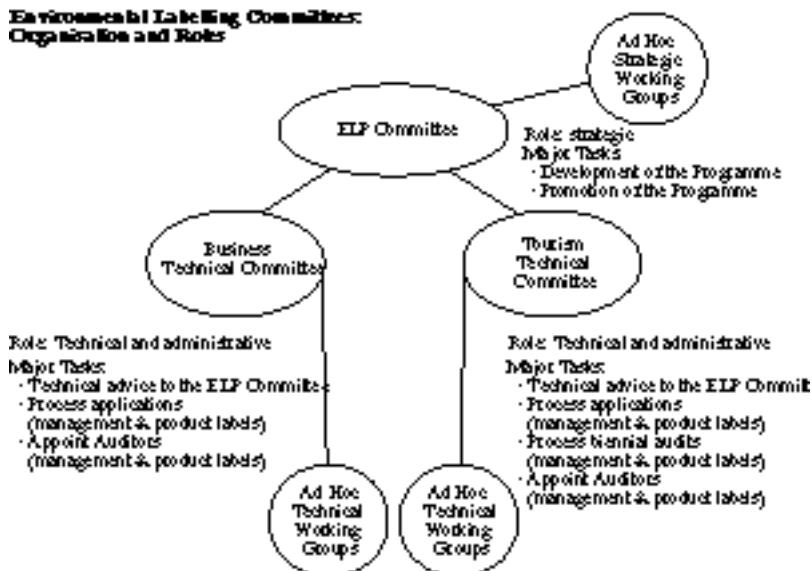 Environmental Labelling Committees:
Organisation and Roles
Ad Hoc
Strategic
Working
Groups
ELP Committee
Role: strategic
Major Tasks:
· Development of the Programme
· Promotion of the Programme
Business
Technical Committee
Tourism
Technical
Committee
Role: Technical and administrative
Major Tasks:
· Technical advice to the ELP Committe
· Process applications
(management & product labels)
· Appoint Auditors
(management & product labels)
Role: Technical and administrative
Major Tasks:
· Technical advice to the ELP Committ
· Process applications
(management & product labels)
· Process biennial audits
(management & product labels)
· Appoint Auditors
(management & product labels)
Ad Hoc
Technical
Working
Groups
Ad Hoc
Technical
Working
Groups